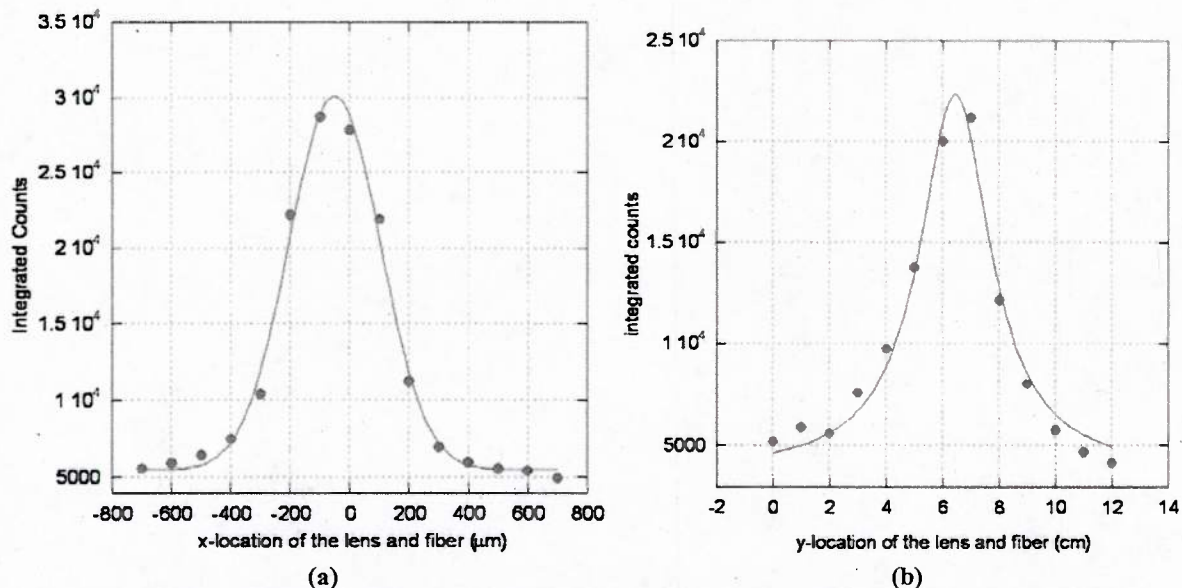 3.5 10⁴
3 10⁴
2.5 10⁴
2 10⁴
1.5 10⁴
1 10⁴
5000
Integrated Counts
-800 -600 -400 -200 0 200 400 600 800
x-location of the lens and fiber (μm)
(a)
2.5 10⁴
2 10⁴
1.5 10⁴
1 10⁴
5000
integrated counts
-2 0 2 4 6 8 10 12 14
y-location of the lens and fiber (cm)
(b)